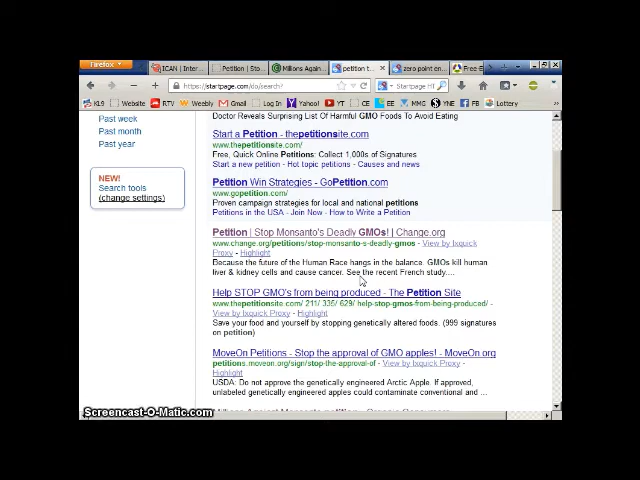 Firefox
ICAN | Inter
Petition | Sto...
Millions Again...
petition t...
zero point en...
Free E
https://startpage.com/do/search?
Startpage HT
KL9 Website RTV Weebly Gmail Log In Yahoo! YT CE EE MMG YNE FB Lottery
Doctor Reveals Surprising List Of Harmful GMO Foods To Avoid Eating
Past week
Past month
Past year
NEW!
Search tools
(change settings)
Start a Petition - thepetitionsite.com
www.thepetitionsite.com/
Free, Quick Online Petitions: Collect 1,000s of Signatures
Start a new petition - Hot topic petitions - Causes and news
Petition Win Strategies - GoPetition.com
www.gopetition.com/
Proven campaign strategies for local and national petitions
Petitions in the USA - Join Now - How to Write a Petition
Petition | Stop Monsanto's Deadly GMOs! | Change.org
www.change.org/petitions/stop-monsanto-s-deadly-gmos - View by Ixquick
Proxy - Highlight
Because the future of the Human Race hangs in the balance. GMOs kill human
liver & kidney cells and cause cancer. See the recent French study....
Help STOP GMO's from being produced - The Petition Site
www.thepetitionsite.com/ 211/ 335/ 629/ help-stop-gmos-from-being-produced/ -
View by Ixquick Proxy - Highlight
Save your food and yourself by stopping genetically altered foods. (999 signatures
on petition)
MoveOn Petitions - Stop the approval of GMO apples! - MoveOn.org
petitions.moveon.org/sign/stop-the-approval-of - View by Ixquick Proxy -
Highlight
USDA: Do not approve the genetically engineered Arctic Apple. If approved,
unlabeled genetically engineered apples could contaminate conventional and ...
Screencast-O-Matic.com